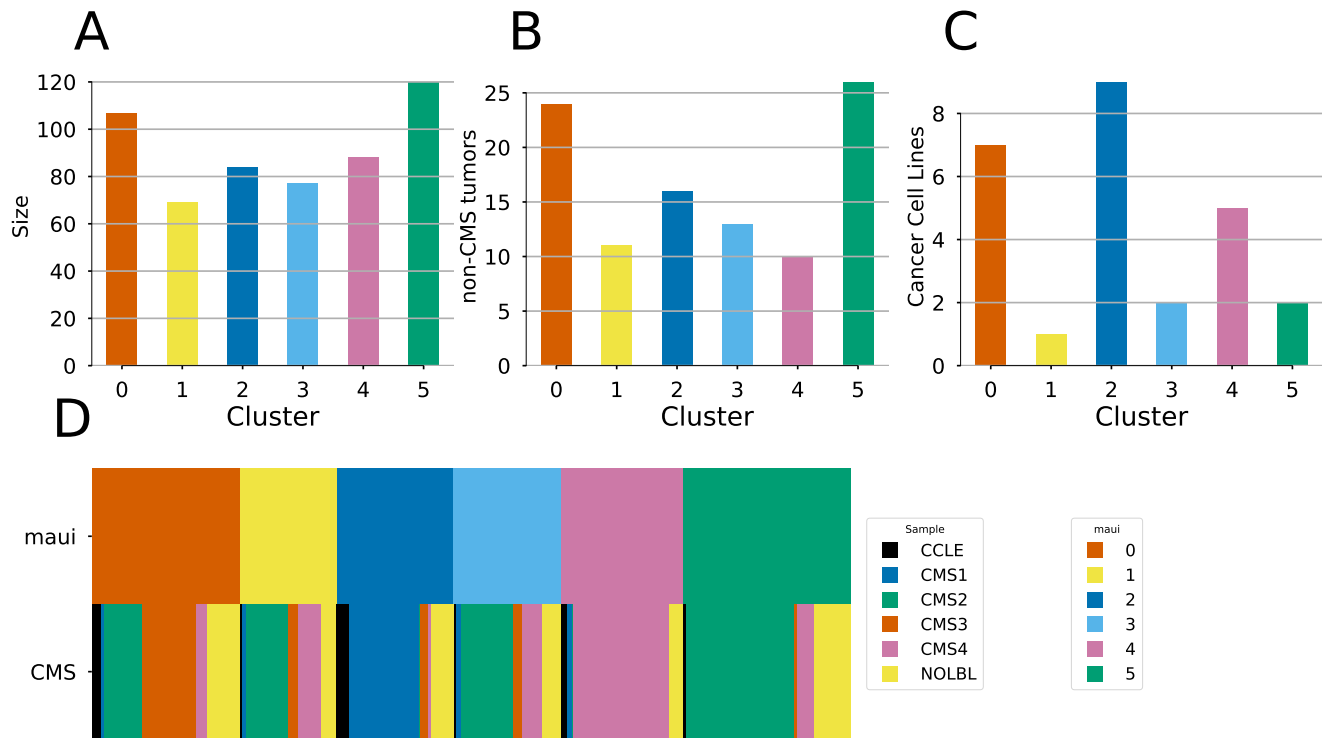 A
Size
120
100
80
60
40
20
0
0 1 2 3 4 5
Cluster
B
non-CMS tumors
25
20
15
10
5
0
0 1 2 3 4 5
Cluster
C
Cancer Cell Lines
8
6
4
2
0
0 1 2 3 4 5
Cluster
D
maui
CMS
Sample
CCLE
CMS1
CMS2
CMS3
CMS4
NOLBL
maui
0
1
2
3
4
5